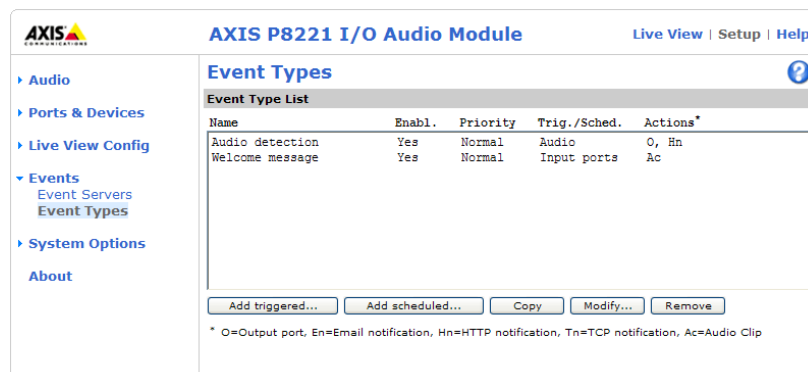 AXIS
COMMUNICATIONS
AXIS P8221 I/O Audio Module
Live View | Setup | Help
Audio
Ports & Devices
Live View Config
Events
Event Servers
Event Types
System Options
About
Event Types
?
Event Type List
Name Enabl. Priority Trig./Sched. Actions*
Audio detection Yes Normal Audio O, Hn
Welcome message Yes Normal Input ports Ac
Add triggered... Add scheduled... Copy Modify... Remove
* O=Output port, En=Email notification, Hn=HTTP notification, Tn=TCP notification, Ac=Audio Clip